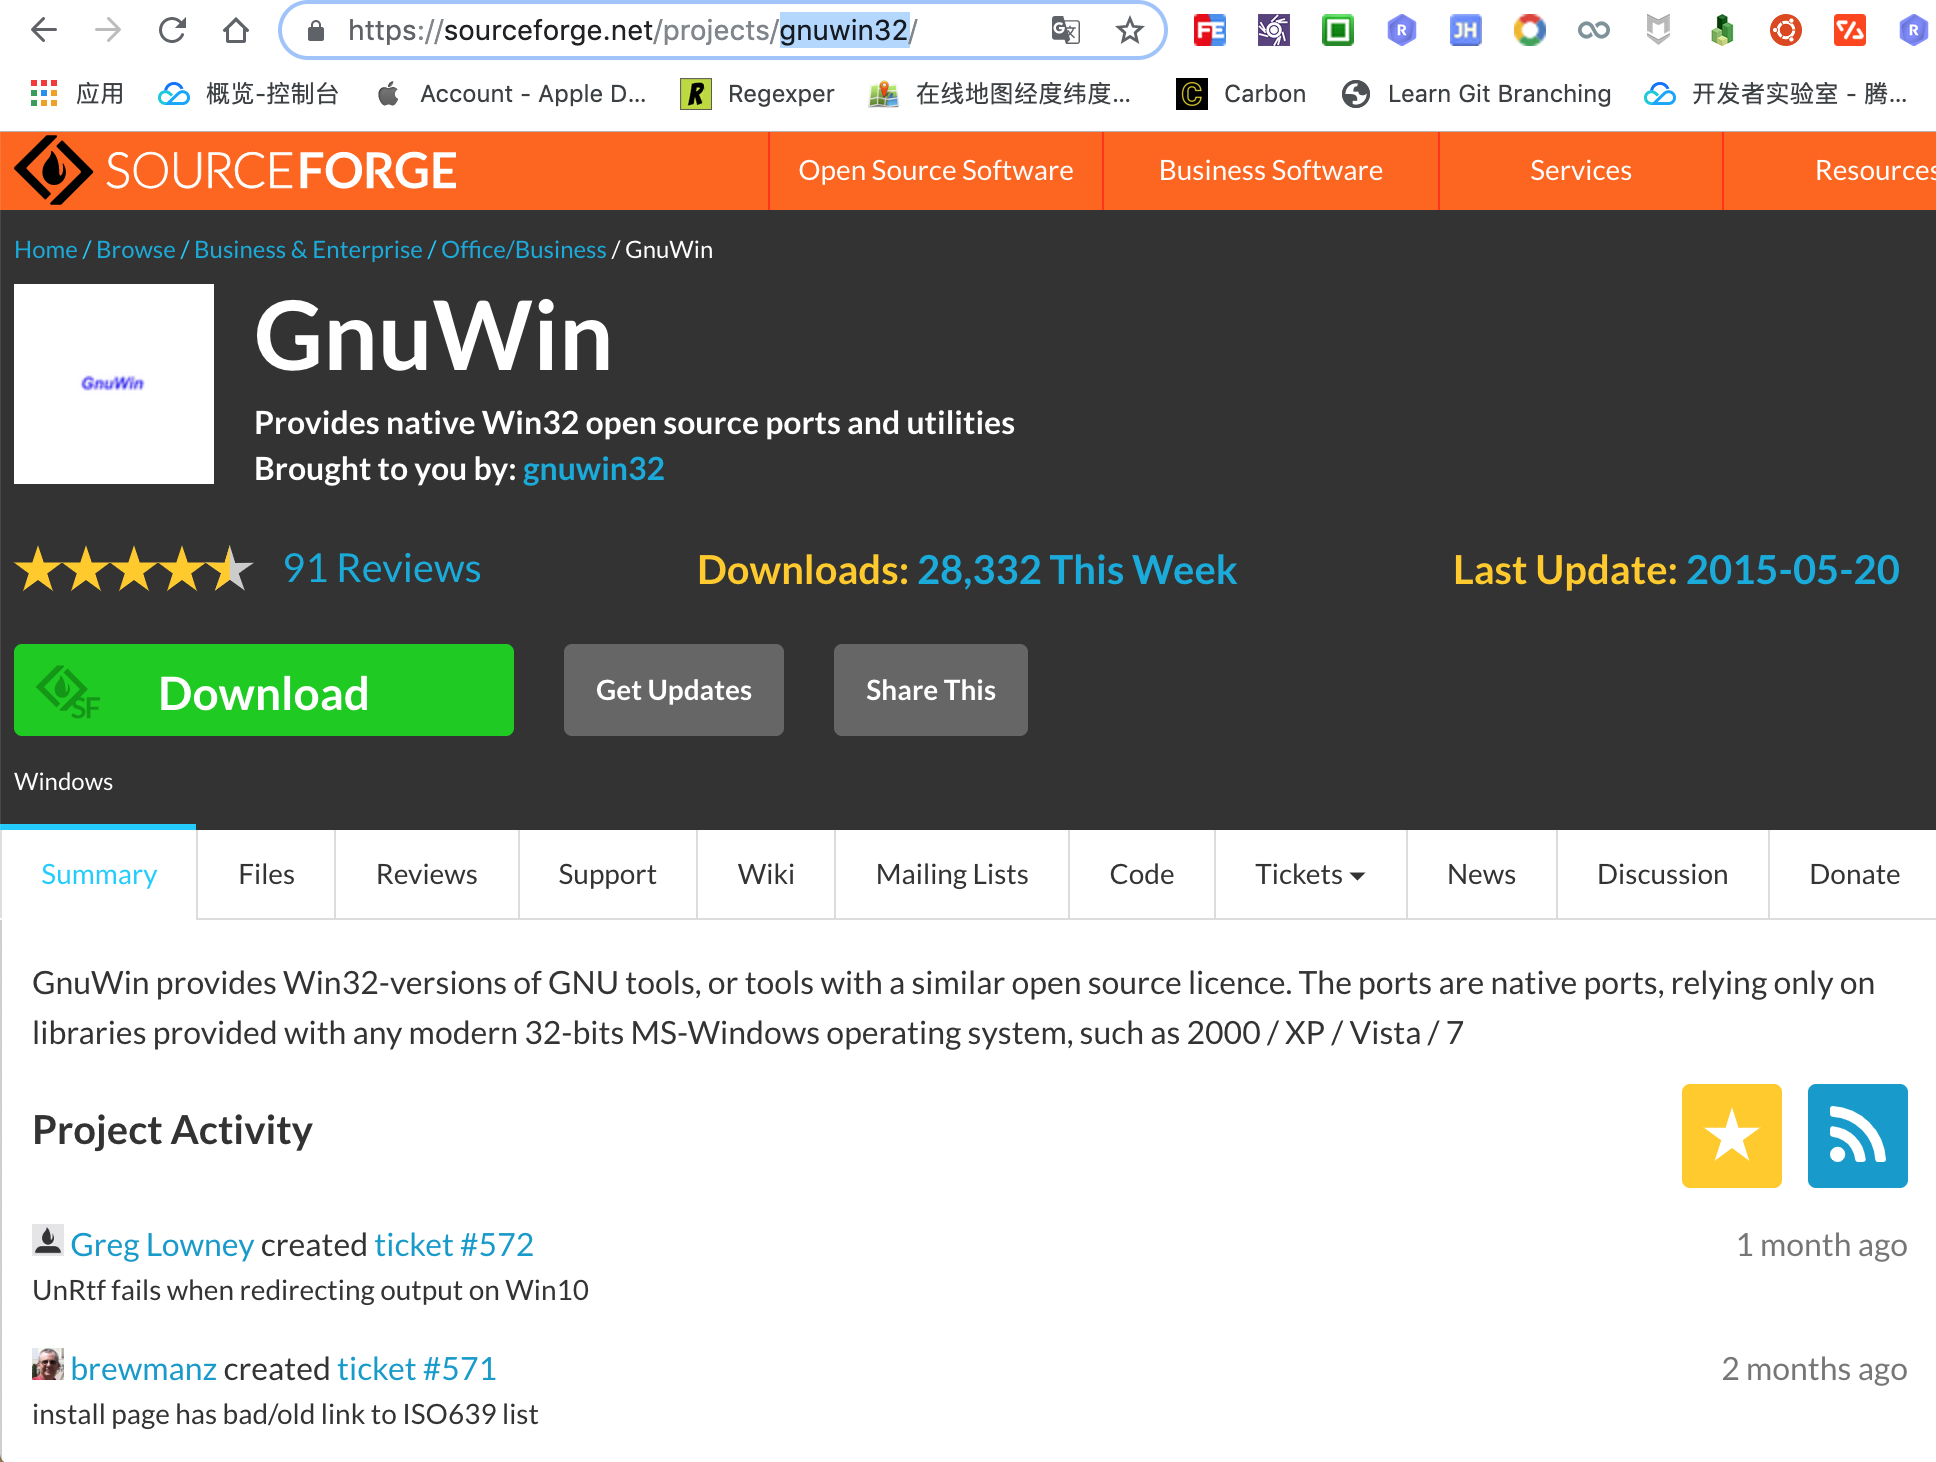 https://sourceforge.net/projects/gnuwin32/
FE R JH R
应用 概览-控制台 Account - Apple D... R Regexper 在线地图经度纬度... C Carbon Learn Git Branching 开发者实验室 - 腾...
SOURCEFORGE Open Source Software Business Software Services Resources
Home / Browse / Business & Enterprise / Office/Business / GnuWin
GnuWin
GnuWin
Provides native Win32 open source ports and utilities
Brought to you by: gnuwin32
91 Reviews Downloads: 28,332 This Week Last Update: 2015-05-20
SF Download Get Updates Share This
Windows
Summary Files Reviews Support Wiki Mailing Lists Code Tickets News Discussion Donate
GnuWin provides Win32-versions of GNU tools, or tools with a similar open source licence. The ports are native ports, relying only on
libraries provided with any modern 32-bits MS-Windows operating system, such as 2000 / XP / Vista / 7
Project Activity
Greg Lowney created ticket #572 1 month ago
UnRtf fails when redirecting output on Win10
brewmanz created ticket #571 2 months ago
install page has bad/old link to ISO639 list